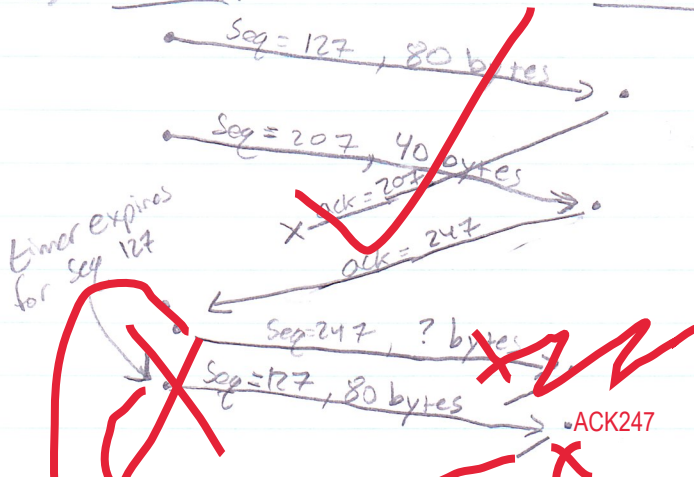 Seq = 127, 80 bytes
Seq = 207, 40 bytes
ack = 207
x
ack = 247
timer expires
for seq 127
Seq=247, ? bytes
Seq=127, 80 bytes
ACK247